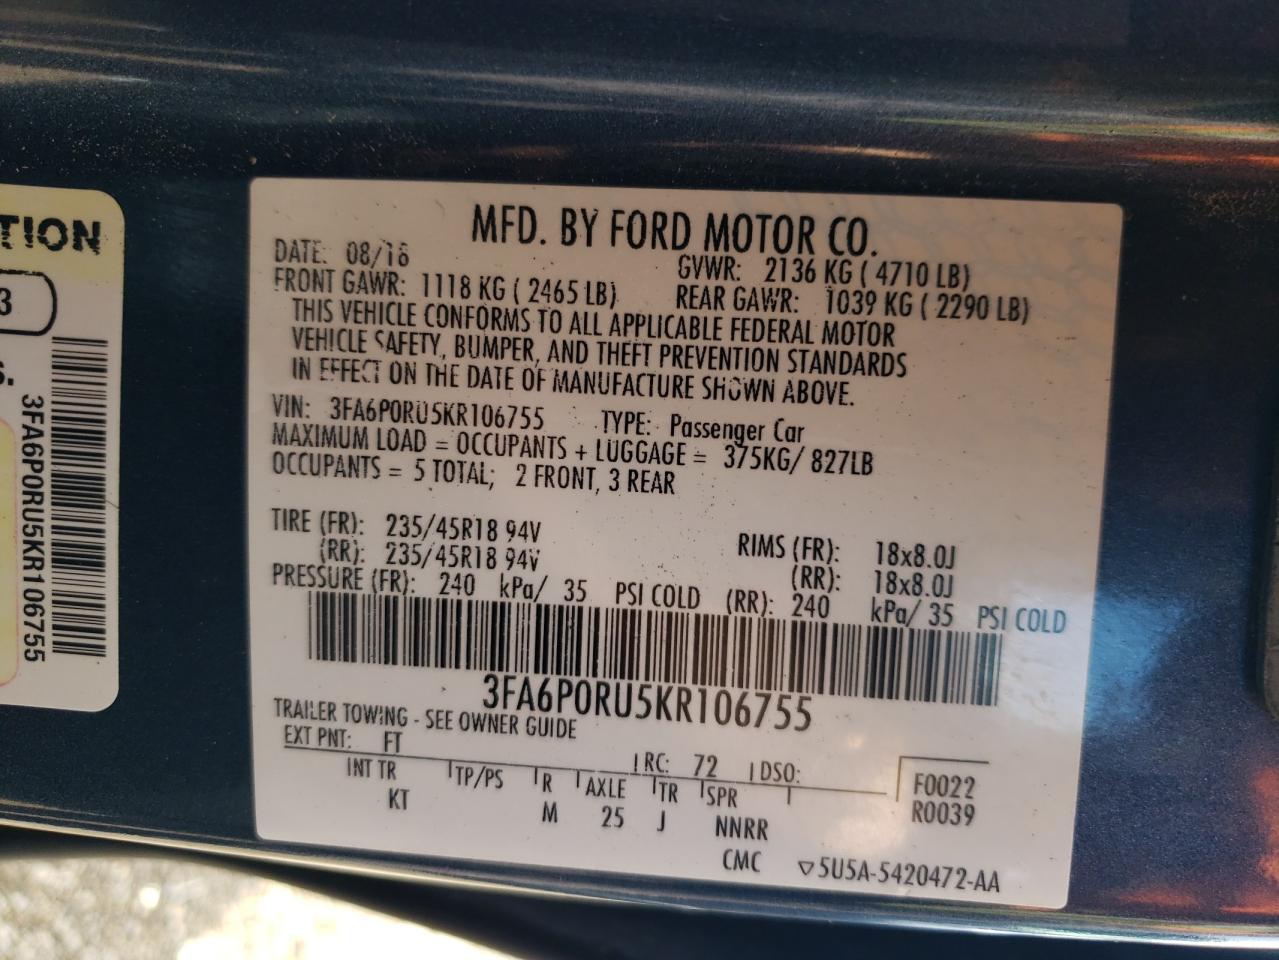 TION
3
S.
3FA6P0RU5KR106755
MFD. BY FORD MOTOR CO.
DATE: 08/18 GVWR: 2136 KG ( 4710 LB)
FRONT GAWR: 1118 KG ( 2465 LB) REAR GAWR: 1039 KG ( 2290 LB)
THIS VEHICLE CONFORMS TO ALL APPLICABLE FEDERAL MOTOR
VEHICLE SAFETY, BUMPER, AND THEFT PREVENTION STANDARDS
IN EFFECT ON THE DATE OF MANUFACTURE SHOWN ABOVE.
VIN: 3FA6P0RU5KR106755 TYPE: Passenger Car
MAXIMUM LOAD = OCCUPANTS + LUGGAGE = 375KG/ 827LB
OCCUPANTS = 5 TOTAL; 2 FRONT, 3 REAR
TIRE (FR): 235/45R18 94V RIMS (FR): 18x8.0J
(RR): 235/45R18 94V (RR): 18x8.0J
PRESSURE (FR): 240 kPa/ 35 PSI COLD (RR): 240 kPa/ 35 PSI COLD
3FA6P0RU5KR106755
TRAILER TOWING - SEE OWNER GUIDE
EXT PNT: FT RC: 72 DSO:
INT TR TP/PS R AXLE TR SPR F0022
KT M 25 J NNRR R0039
CMC ▽5U5A-5420472-AA